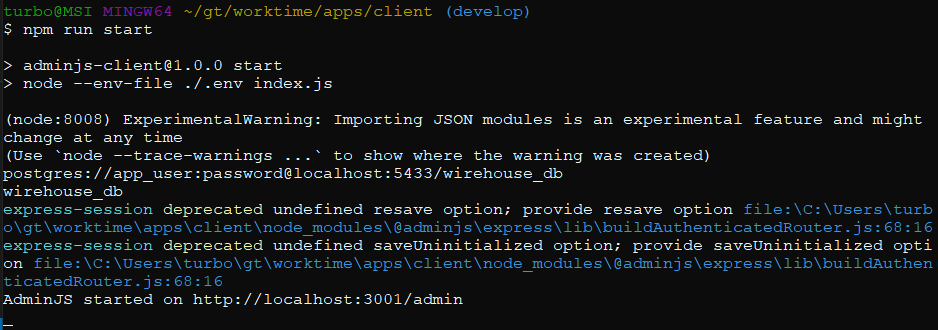 turbo@MSI MINGW64 ~/gt/worktime/apps/client (develop)
$ npm run start
> adminjs-client@1.0.0 start
> node --env-file ./.env index.js
(node:8008) ExperimentalWarning: Importing JSON modules is an experimental feature and might
change at any time
(Use `node --trace-warnings ...` to show where the warning was created)
postgres://app_user:password@localhost:5433/wirehouse_db
wirehouse_db
express-session deprecated undefined resave option; provide resave option file:\C:\Users\turb
o\gt\worktime\apps\client\node_modules\@adminjs\express\lib\buildAuthenticatedRouter.js:68:16
express-session deprecated undefined saveUninitialized option; provide saveUninitialized opti
on file:\C:\Users\turbo\gt\worktime\apps\client\node_modules\@adminjs\express\lib\buildAuthen
ticatedRouter.js:68:16
AdminJS started on http://localhost:3001/admin